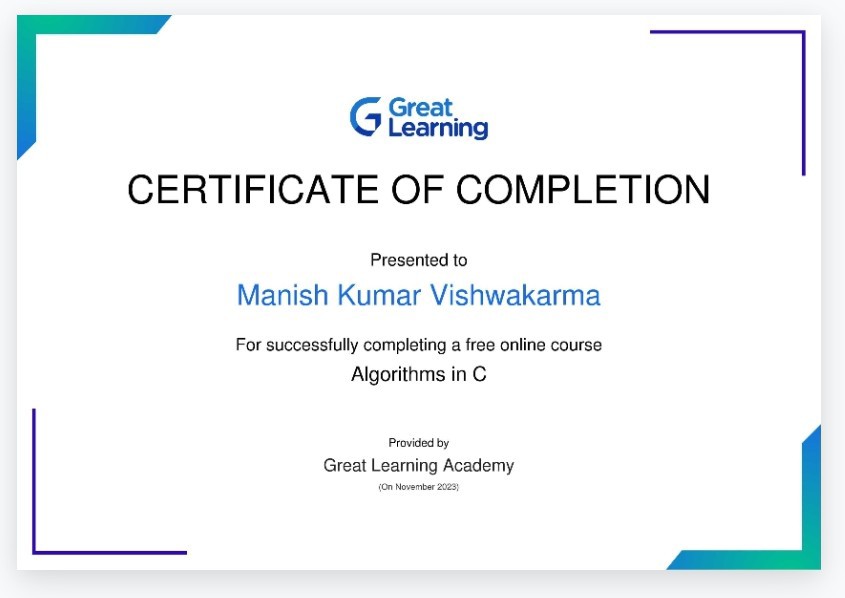 Great
Learning
CERTIFICATE OF COMPLETION
Presented to
Manish Kumar Vishwakarma
For successfully completing a free online course
Algorithms in C
Provided by
Great Learning Academy
(On November 2023)